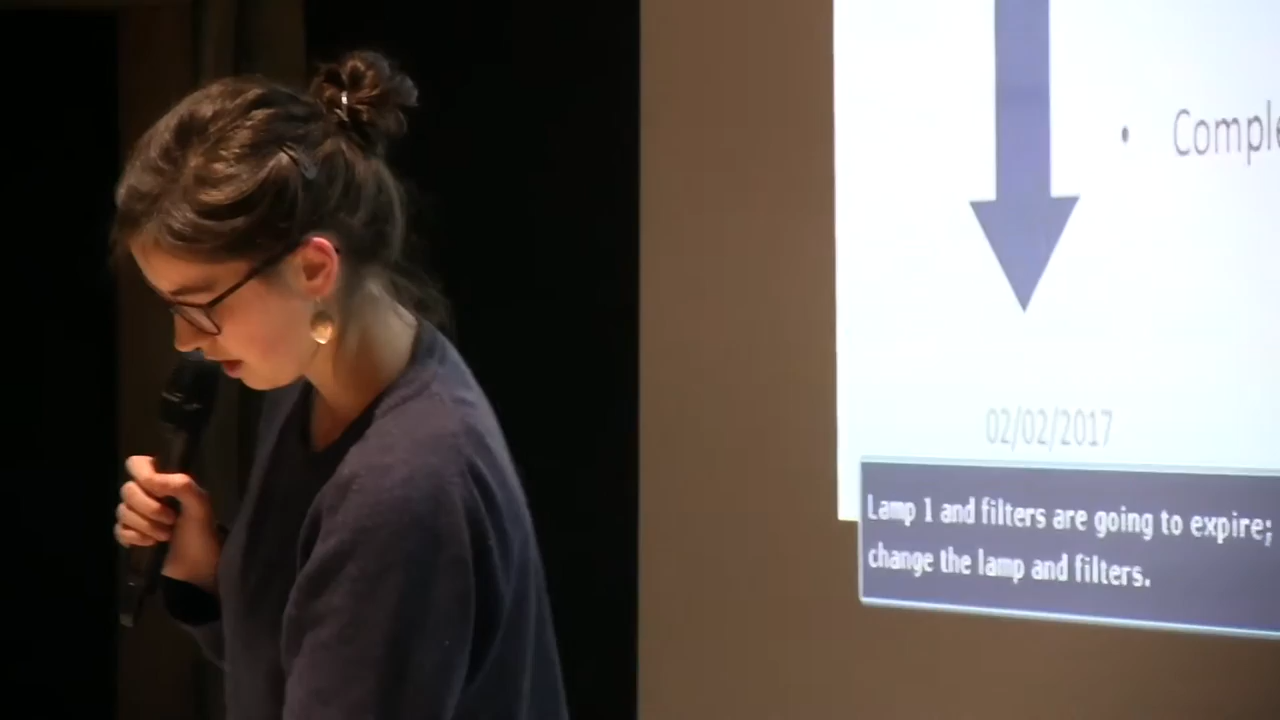 • Comple
02/02/2017
Lamp 1 and filters are going to expire;
change the lamp and filters.